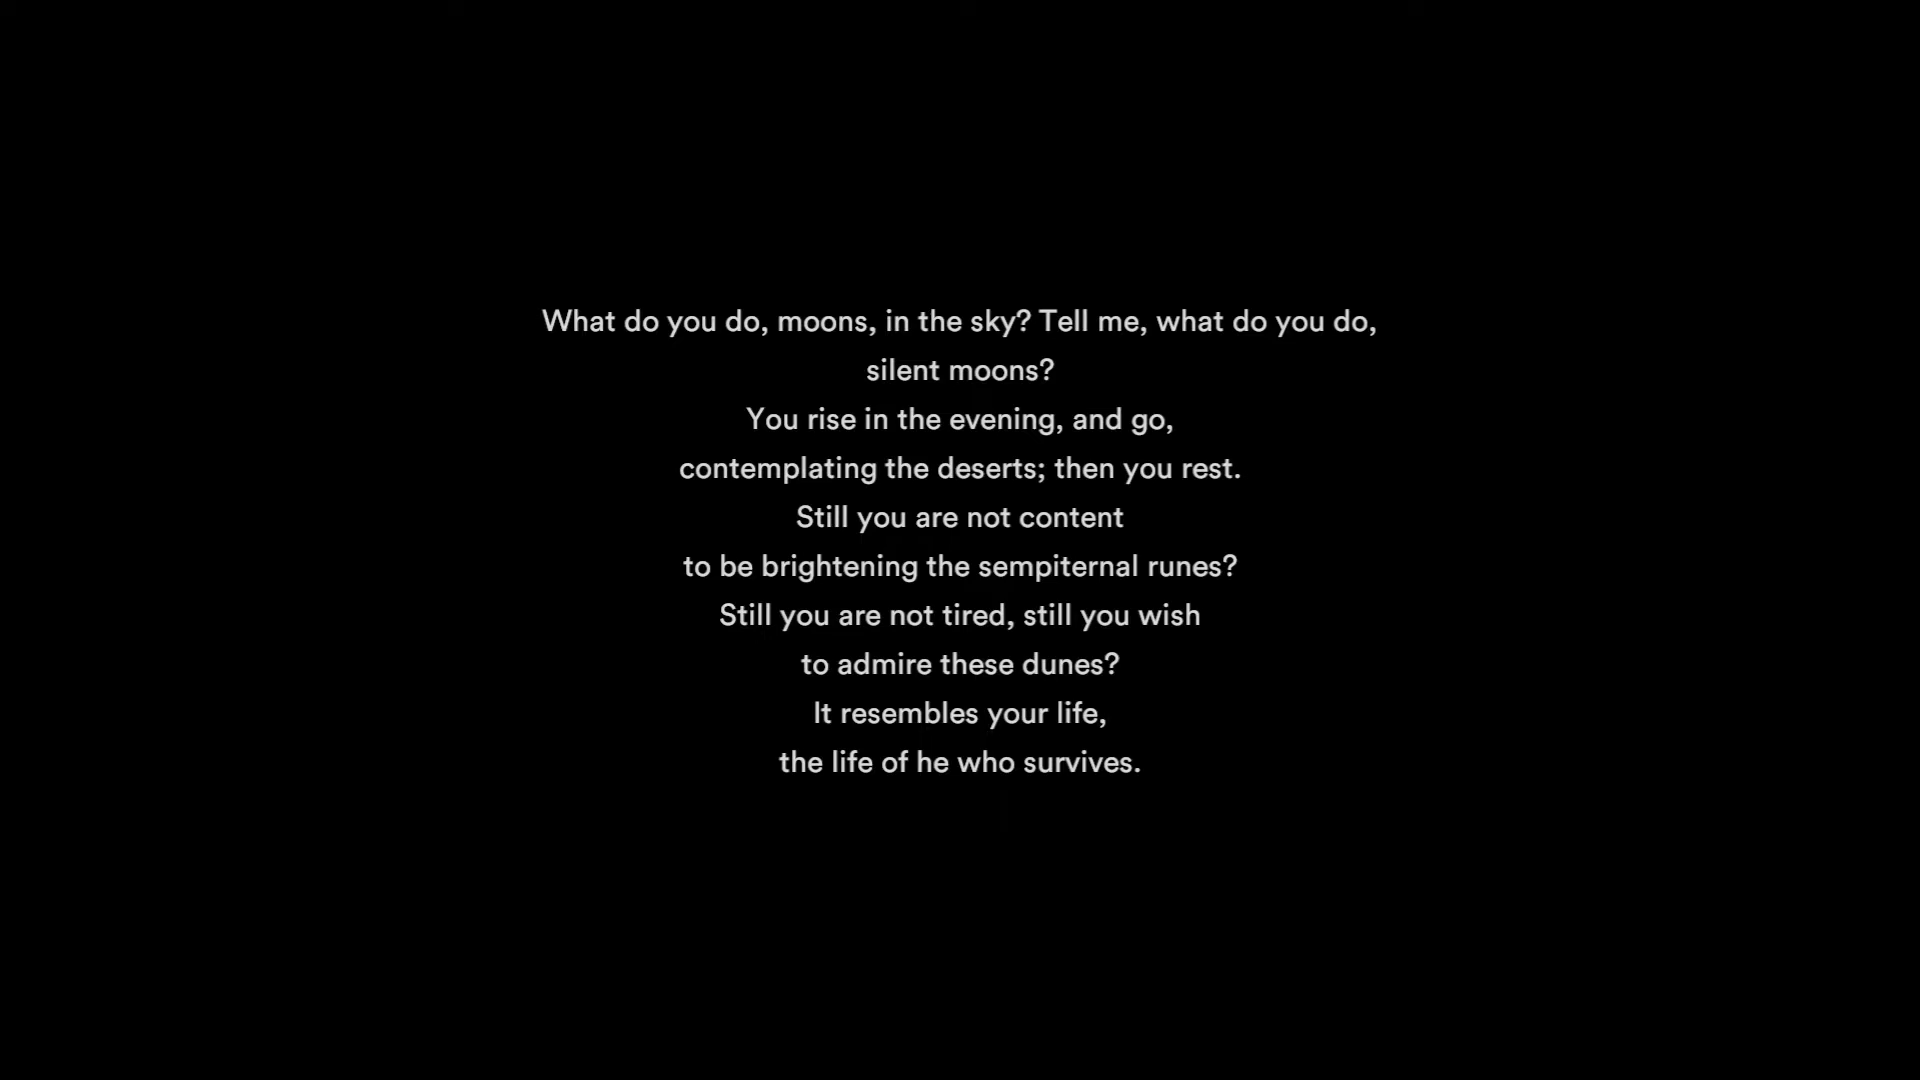 What do you do, moons, in the sky? Tell me, what do you do,
silent moons?
You rise in the evening, and go,
contemplating the deserts; then you rest.
Still you are not content
to be brightening the sempiternal runes?
Still you are not tired, still you wish
to admire these dunes?
It resembles your life,
the life of he who survives.